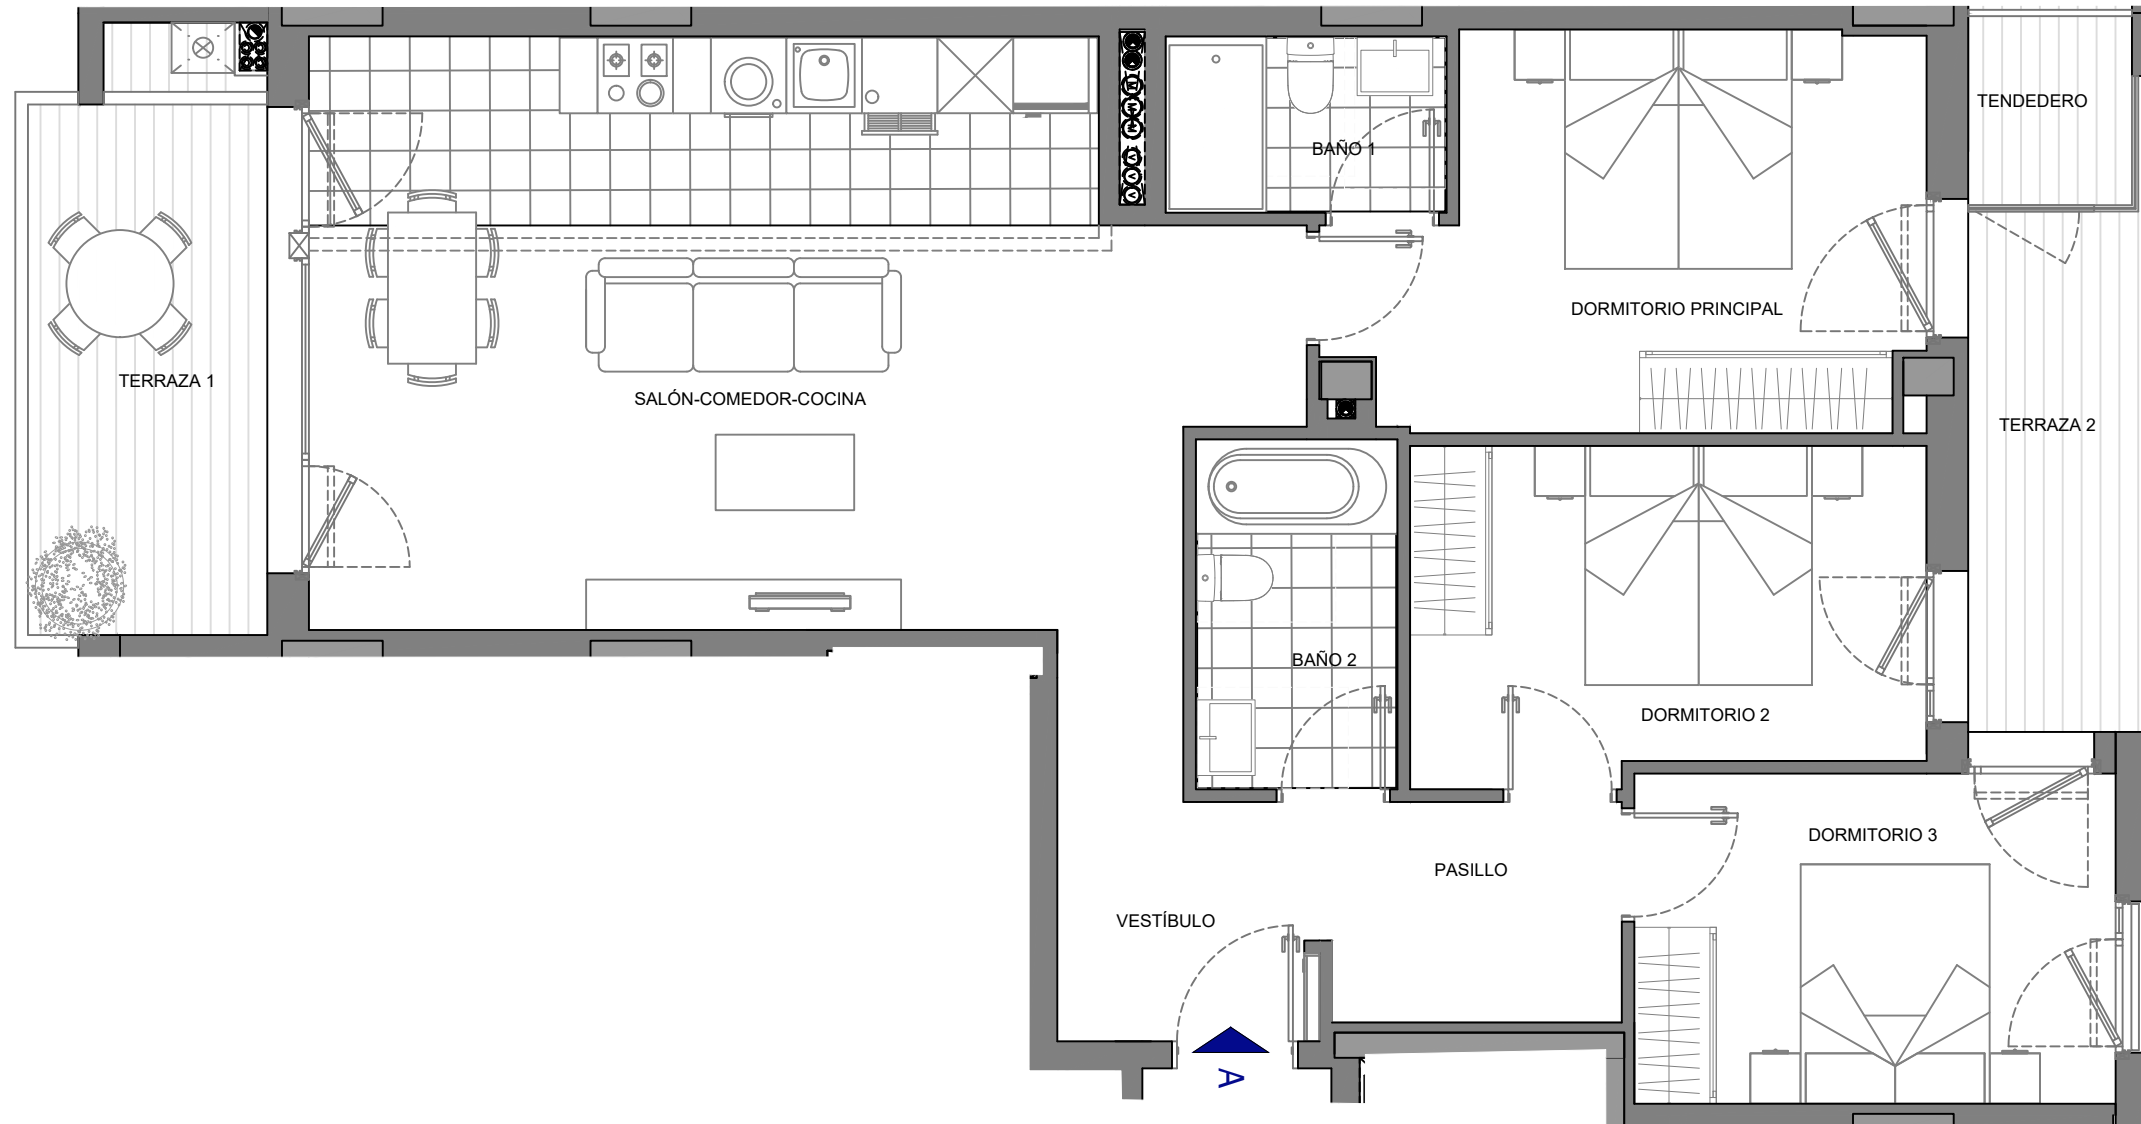 TENDEDERO
BAÑO 1
DORMITORIO PRINCIPAL
TERRAZA 1
SALÓN-COMEDOR-COCINA
TERRAZA 2
BAÑO 2
DORMITORIO 2
DORMITORIO 3
PASILLO
VESTÍBULO
A